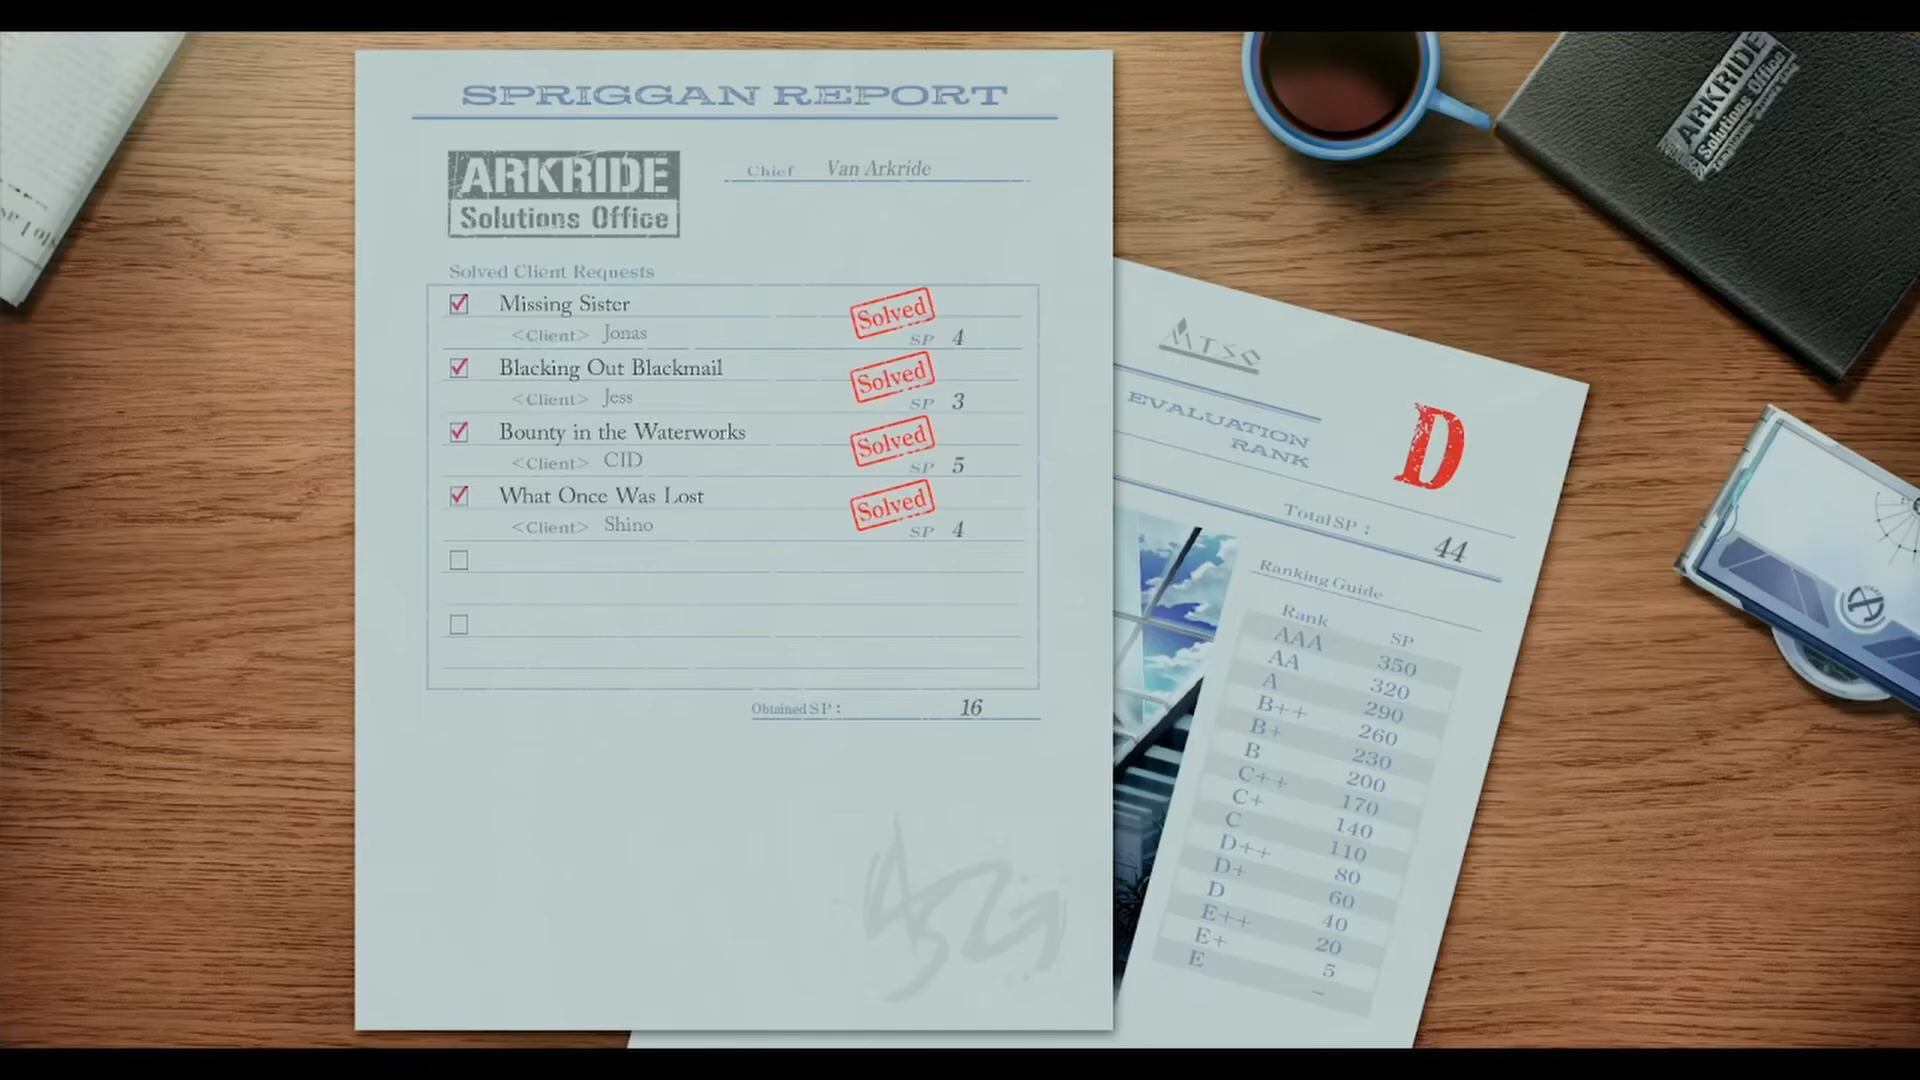 SPRIGGAN REPORT
ARKRIDE
Solutions Office
Chief Van Arkride
Solved Client Requests
Missing Sister
Solved
<Client> Jonas
SP 4
Blacking Out Blackmail
Solved
<Client> Jess
SP 3
Bounty in the Waterworks
Solved
<Client> CID
SP 5
What Once Was Lost
Solved
<Client> Shino
SP 4
Obtained SP : 16
MTSC
EVALUATION
RANK
D
Total SP : 44
Ranking Guide
Rank SP
AAA 350
AA 320
A 290
B++ 260
B+ 230
B 200
C++ 170
C+ 140
C 110
D++ 80
D+ 60
D 40
E++ 20
E+ 5
E –
ARKRIDE
Solutions Office